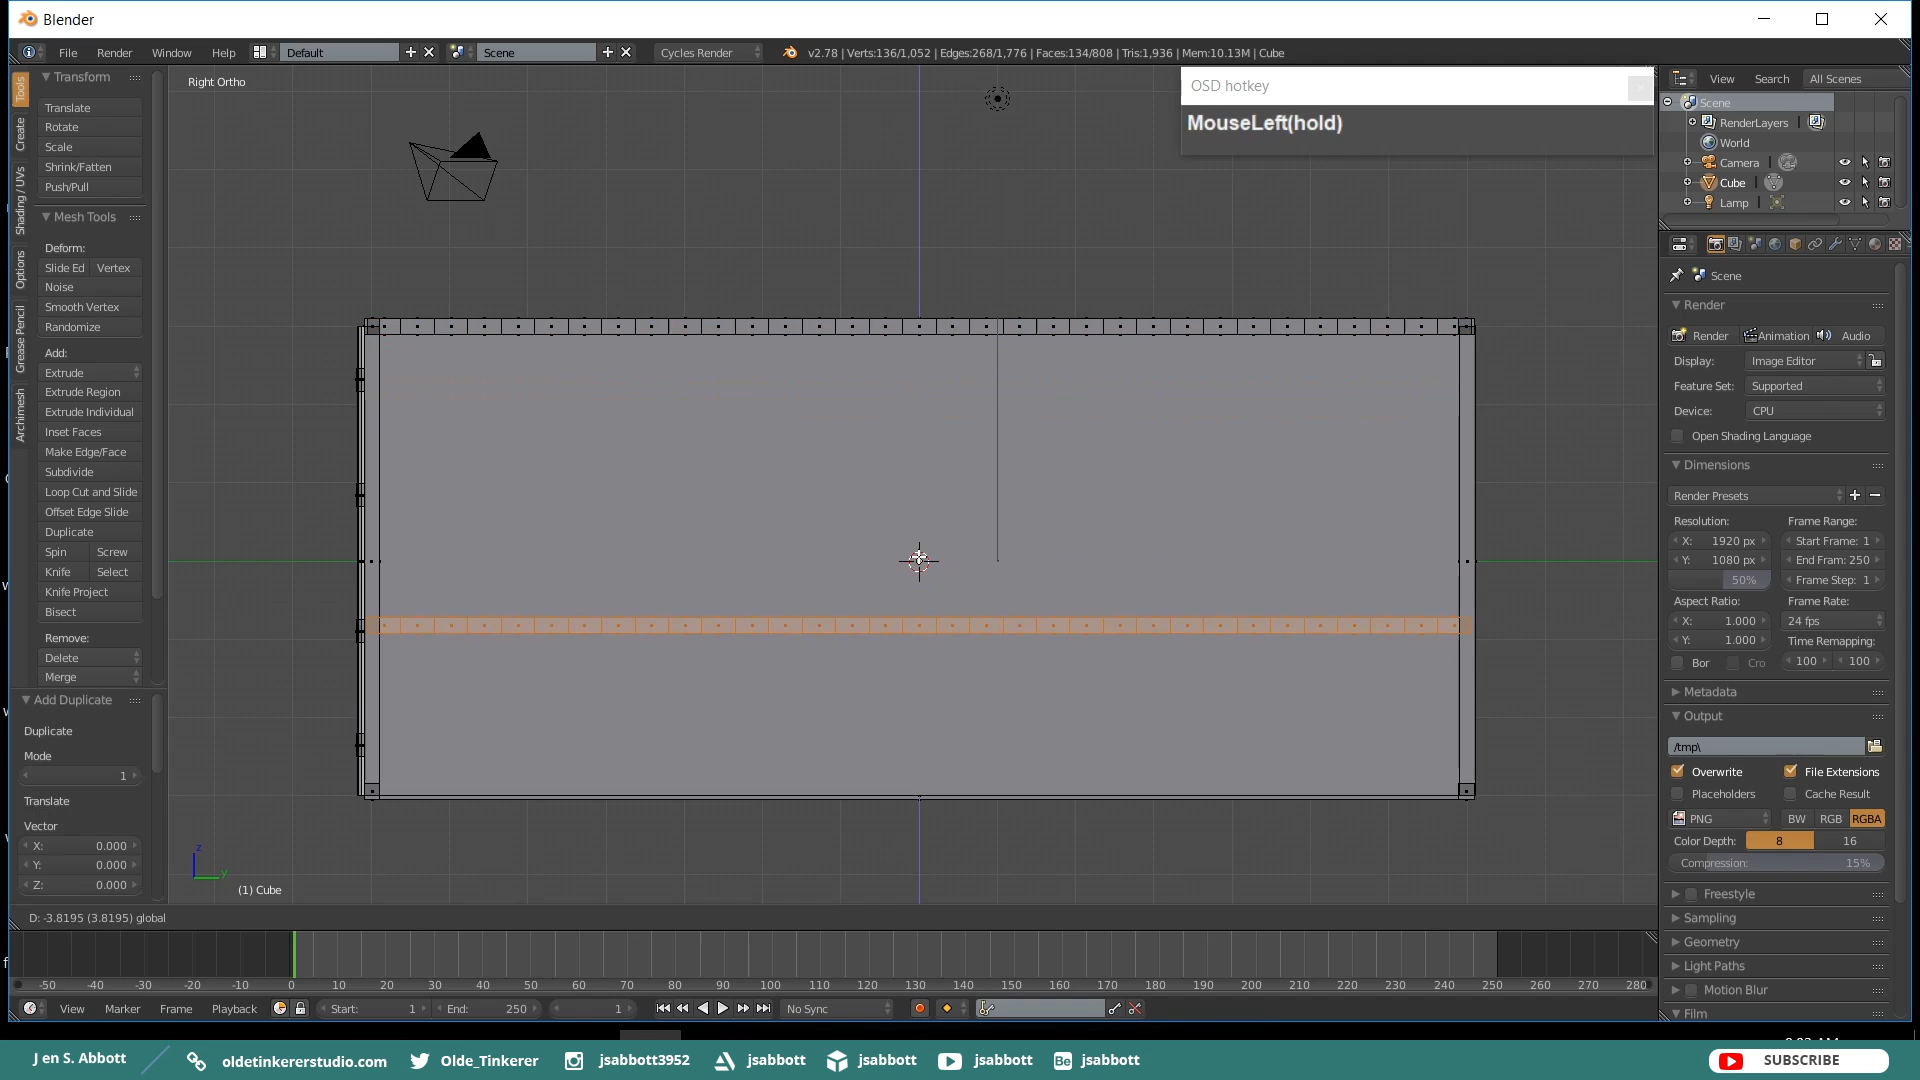 Blender
File Render Window Help Default Scene Cycles Render v2.78 | Verts:136/1,052 | Edges:268/1,776 | Faces:134/808 | Tris:1,936 | Mem:10.13M | Cube
Tools
Create
Shading / UVs
Options
Grease Pencil
Archimesh
Transform
Translate
Rotate
Scale
Shrink/Fatten
Push/Pull
Mesh Tools
Deform:
Slide Ed Vertex
Noise
Smooth Vertex
Randomize
Add:
Extrude
Extrude Region
Extrude Individual
Inset Faces
Make Edge/Face
Subdivide
Loop Cut and Slide
Offset Edge Slide
Duplicate
Spin Screw
Knife Select
Knife Project
Bisect
Remove:
Delete
Merge
Add Duplicate
Duplicate
Mode
1
Translate
Vector
X: 0.000
Y: 0.000
Z: 0.000
Right Ortho
OSD hotkey
MouseLeft(hold)
z
y
(1) Cube
D: -3.8195 (3.8195) global
View Search All Scenes
Scene
RenderLayers
World
Camera
Cube
Lamp
Scene
Render
Render Animation Audio
Display: Image Editor
Feature Set: Supported
Device: CPU
Open Shading Language
Dimensions
Render Presets
Resolution: Frame Range:
X: 1920 px Start Frame: 1
Y: 1080 px End Fram: 250
50% Frame Step: 1
Aspect Ratio: Frame Rate:
X: 1.000 24 fps
Y: 1.000 Time Remapping:
Bor Cro 100 100
Metadata
Output
/tmp\
Overwrite File Extensions
Placeholders Cache Result
PNG BW RGB RGBA
Color Depth: 8 16
Compression: 15%
Freestyle
Sampling
Geometry
Light Paths
Motion Blur
Film
-50 -40 -30 -20 -10 0 10 20 30 40 50 60 70 80 90 100 110 120 130 140 150 160 170 180 190 200 210 220 230 240 250 260 270 280
View Marker Frame Playback Start: 1 End: 250 1 No Sync
J en S. Abbott oldetinkererstudio.com Olde_Tinkerer jsabbott3952 jsabbott jsabbott jsabbott Be jsabbott SUBSCRIBE